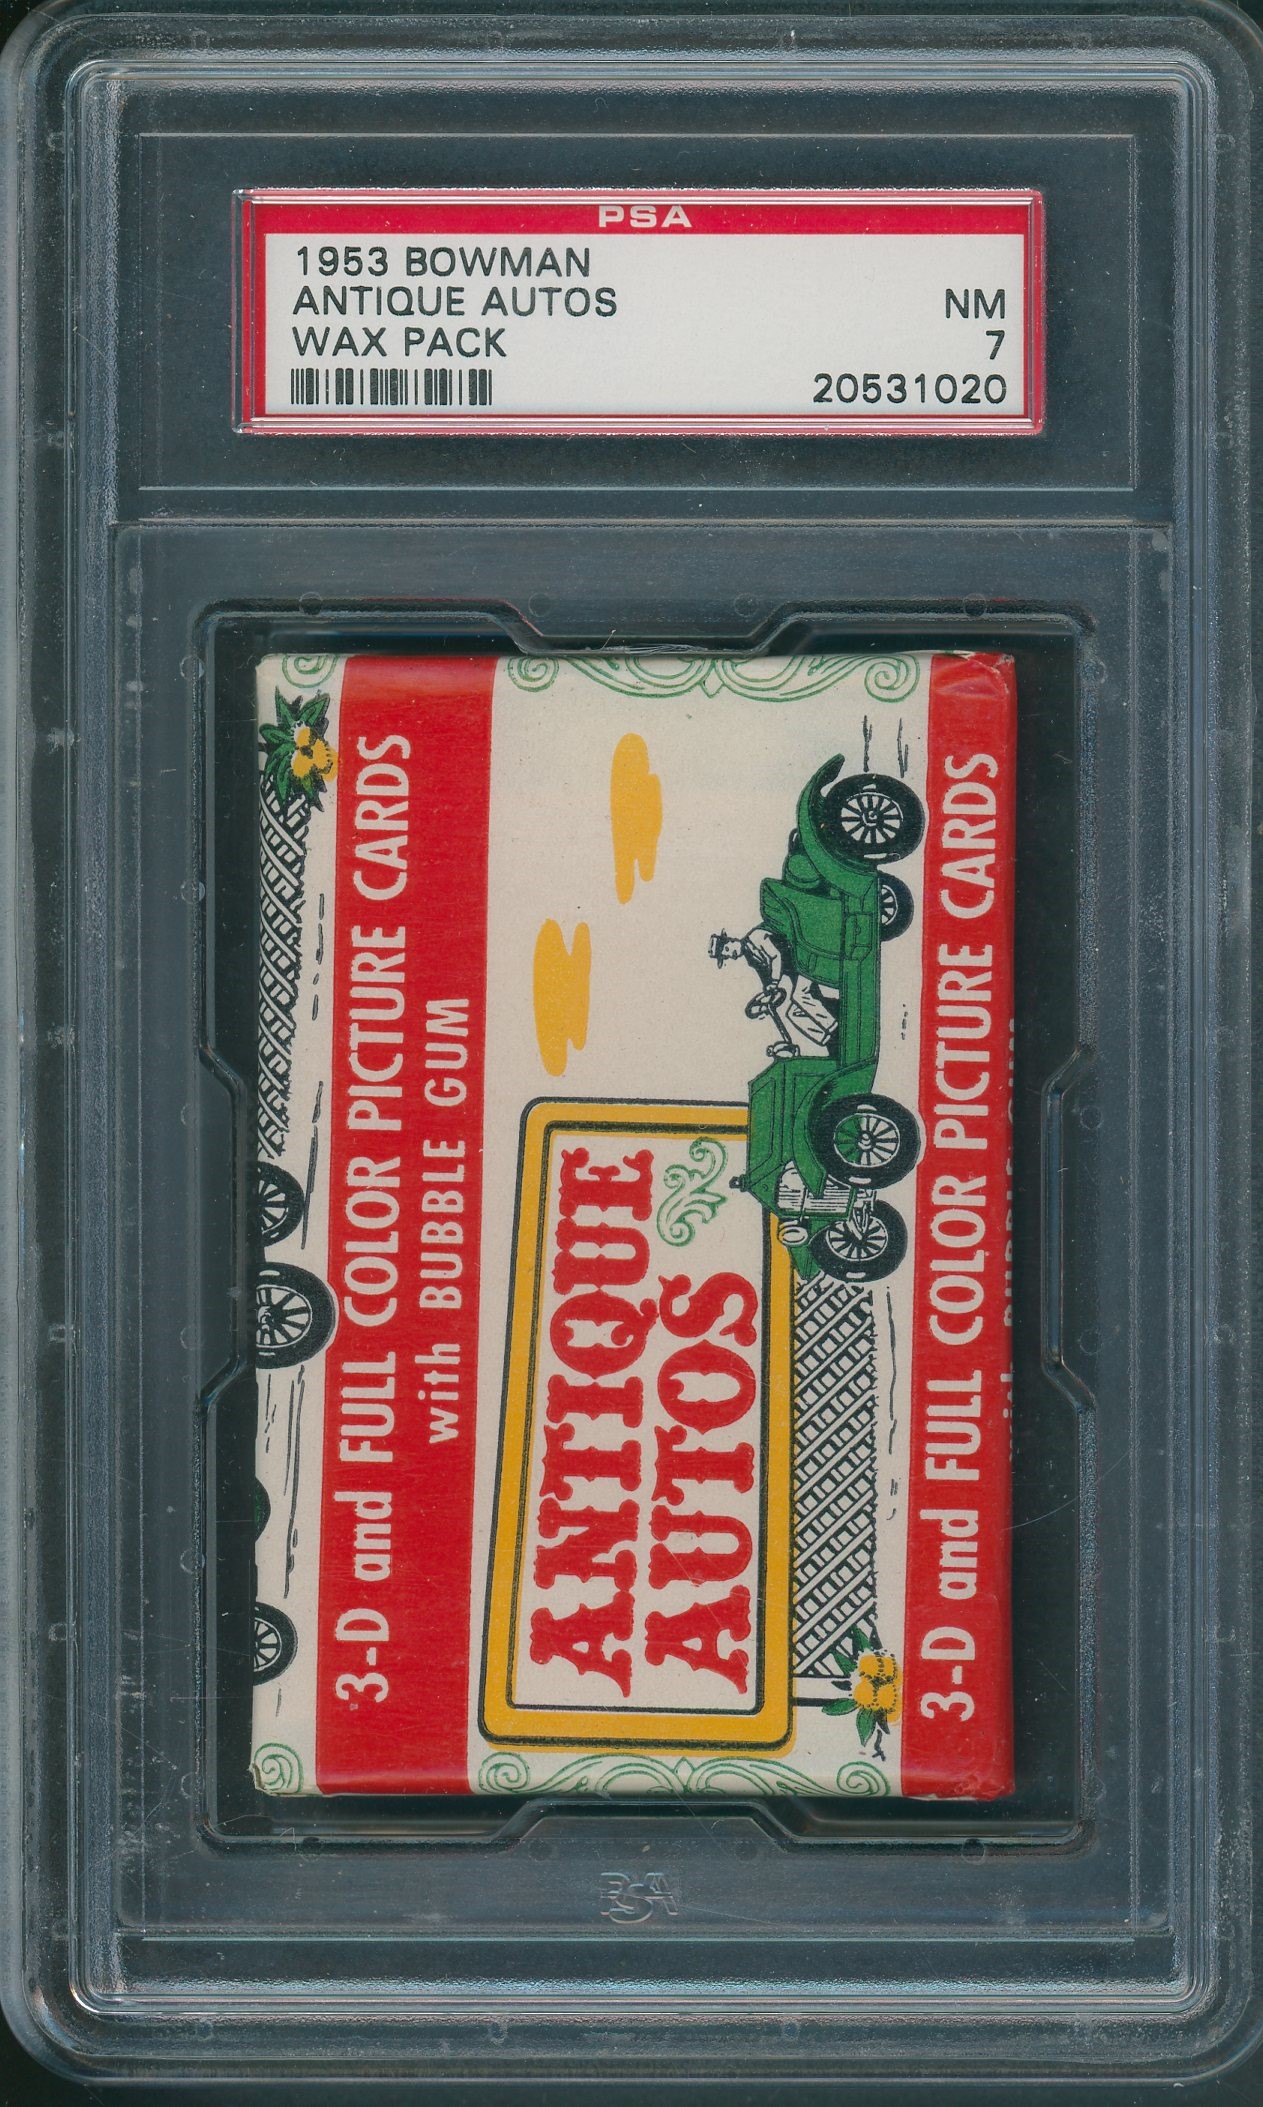 PSA
1953 BOWMAN
ANTIQUE AUTOS
WAX PACK
NM
7
20531020
3-D and FULL COLOR PICTURE CARDS
with BUBBLE GUM
ANTIQUE
AUTOS
3-D and FULL COLOR PICTURE CARDS
PSA